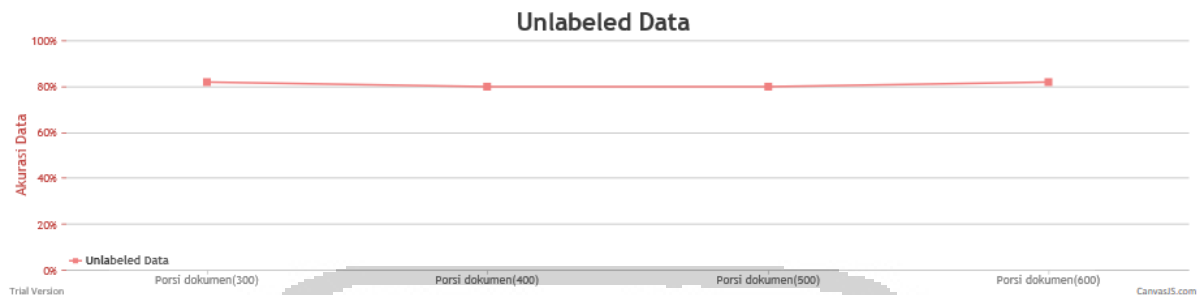 Unlabeled Data
100%
80%
60%
40%
20%
0%
Akurasi Data
Unlabeled Data
Porsi dokumen(300) Porsi dokumen(400) Porsi dokumen(500) Porsi dokumen(600)
Trial Version CanvasJS.com